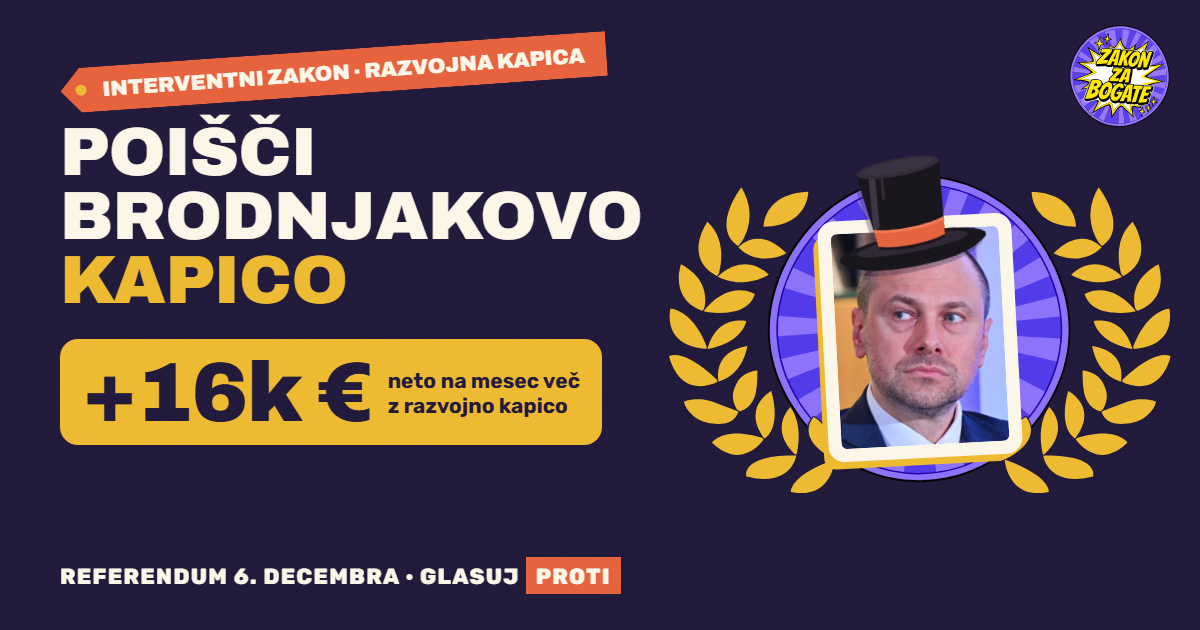 INTERVENTNI ZAKON · RAZVOJNA KAPICA
ZAKON
ZA
BOGATE
POIŠČI
BRODNJAKOVO
KAPICO
+16k € neto na mesec več
z razvojno kapico
REFERENDUM 6. DECEMBRA · GLASUJ PROTI